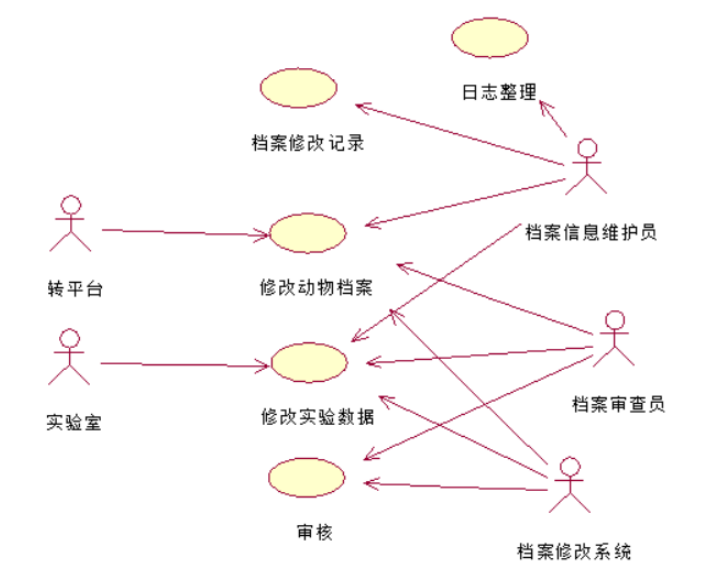 日志整理
档案修改记录
档案信息维护员
转平台
修改动物档案
实验室
修改实验数据
档案审查员
审核
档案修改系统